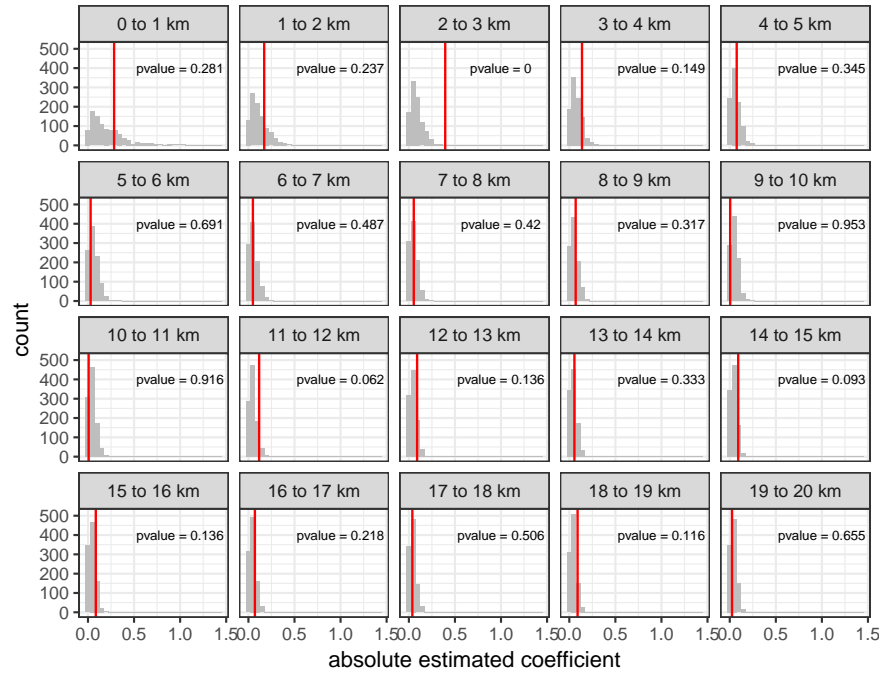 0 to 1 km 1 to 2 km 2 to 3 km 3 to 4 km 4 to 5 km
500 400 300 200 100 0
pvalue = 0.281 pvalue = 0.237 pvalue = 0 pvalue = 0.149 pvalue = 0.345
5 to 6 km 6 to 7 km 7 to 8 km 8 to 9 km 9 to 10 km
500 400 300 200 100 0
pvalue = 0.691 pvalue = 0.487 pvalue = 0.42 pvalue = 0.317 pvalue = 0.953
count
10 to 11 km 11 to 12 km 12 to 13 km 13 to 14 km 14 to 15 km
500 400 300 200 100 0
pvalue = 0.916 pvalue = 0.062 pvalue = 0.136 pvalue = 0.333 pvalue = 0.093
15 to 16 km 16 to 17 km 17 to 18 km 18 to 19 km 19 to 20 km
500 400 300 200 100 0
pvalue = 0.136 pvalue = 0.218 pvalue = 0.506 pvalue = 0.116 pvalue = 0.655
0.0 0.5 1.0 1.5 0.0 0.5 1.0 1.5 0.0 0.5 1.0 1.5 0.0 0.5 1.0 1.5 0.0 0.5 1.0 1.5
absolute estimated coefficient